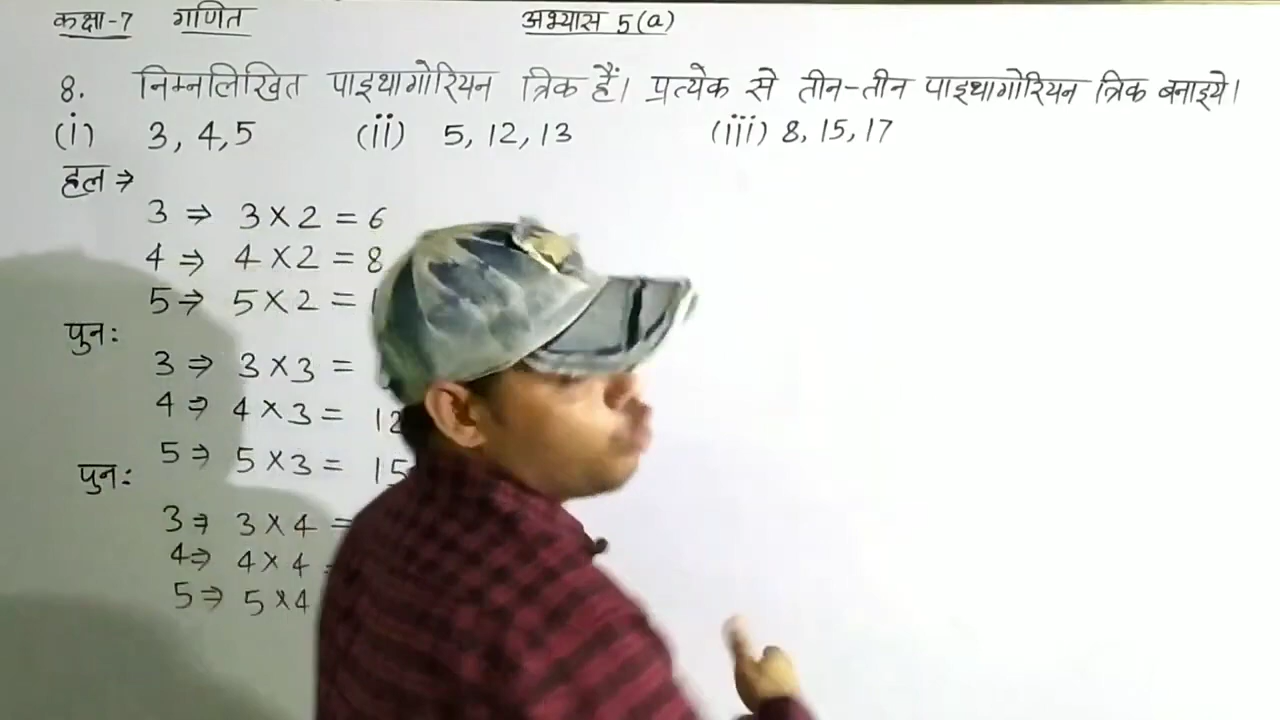 कक्षा-7 गणित अभ्यास 5(a)
8. निम्नलिखित पाइथागोरियन त्रिक हैं। प्रत्येक से तीन-तीन पाइथागोरियन त्रिक बनाइये।
(i) 3, 4, 5 (ii) 5, 12, 13 (iii) 8, 15, 17
हल ⇒
3 ⇒ 3 × 2 = 6
4 ⇒ 4 × 2 = 8
5 ⇒ 5 × 2 =
पुनः
3 ⇒ 3 × 3 =
4 ⇒ 4 × 3 = 12
5 ⇒ 5 × 3 = 15
पुनः
3 ⇒ 3 × 4 =
4 ⇒ 4 × 4
5 ⇒ 5 × 4